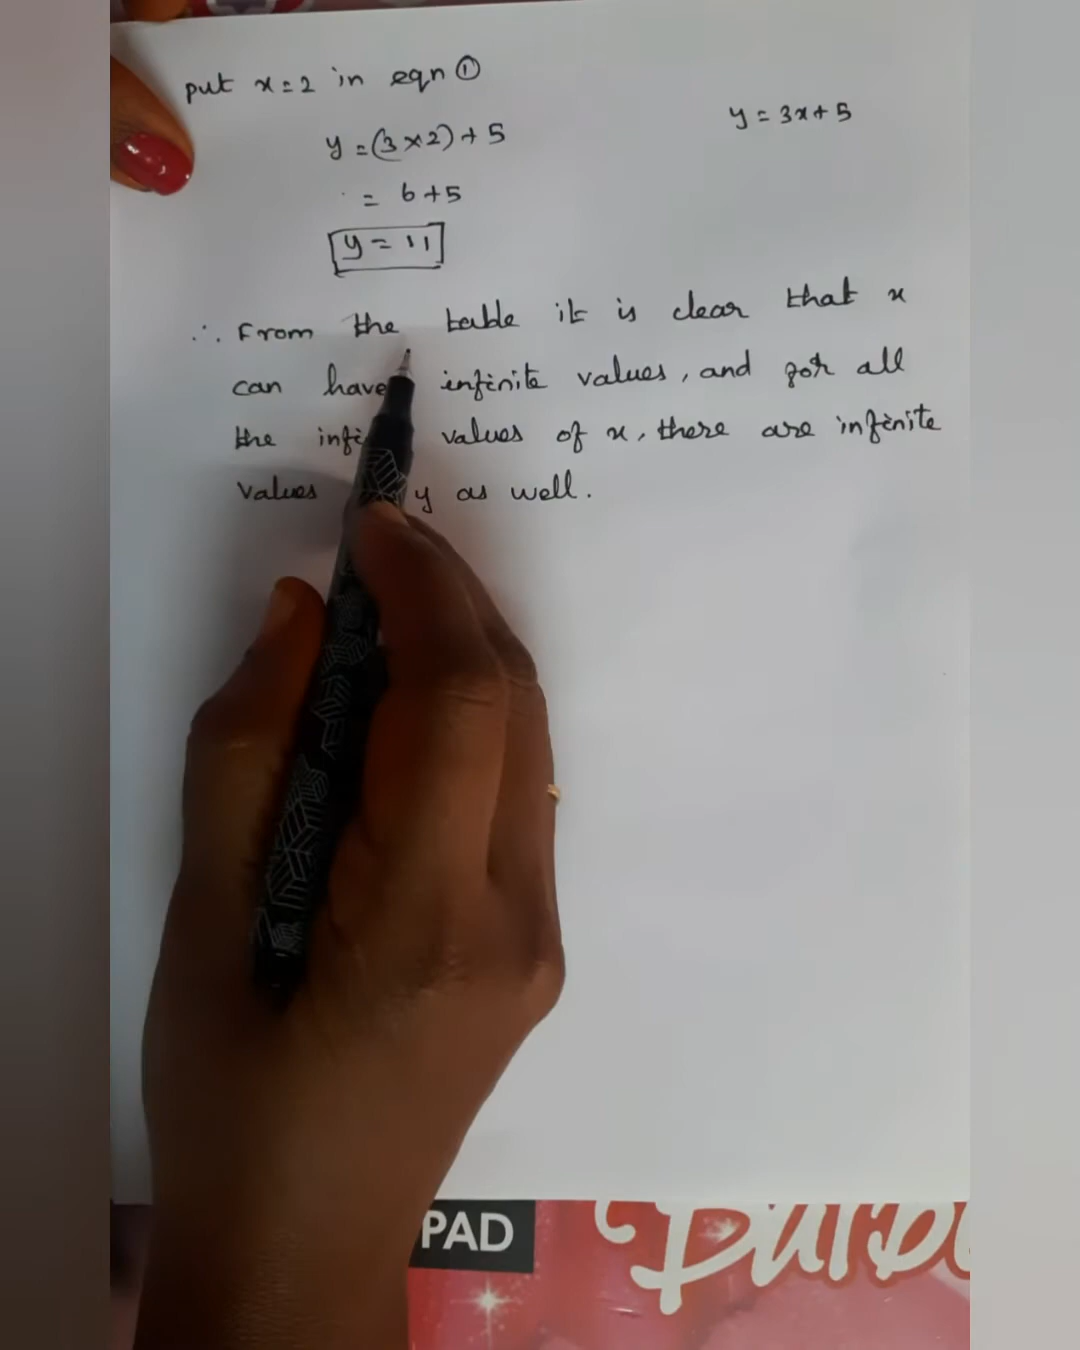 put x=2 in eqn ①
y = 3x+5
y =(3×2)+5
= 6+5
y = 11
∴ From the table it is clear that x
can have infinite values, and for all
the values of x, there are infinite
values y as well.
PAD